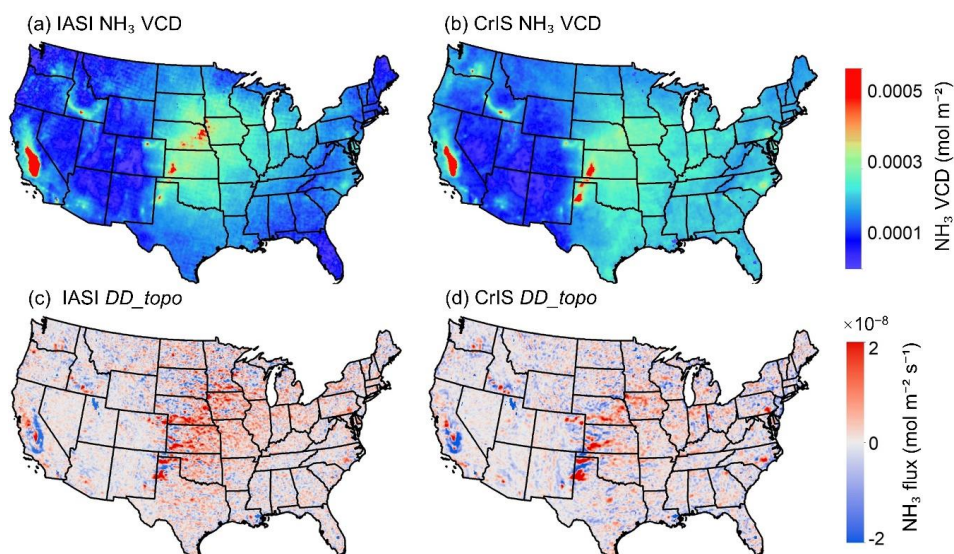 (a) IASI NH₃ VCD
(b) CrIS NH₃ VCD
0.0005
0.0003
0.0001
NH₃ VCD (mol m⁻²)
(c) IASI DD_topo
(d) CrIS DD_topo
×10⁻⁸
2
0
-2
NH₃ flux (mol m⁻² s⁻¹)